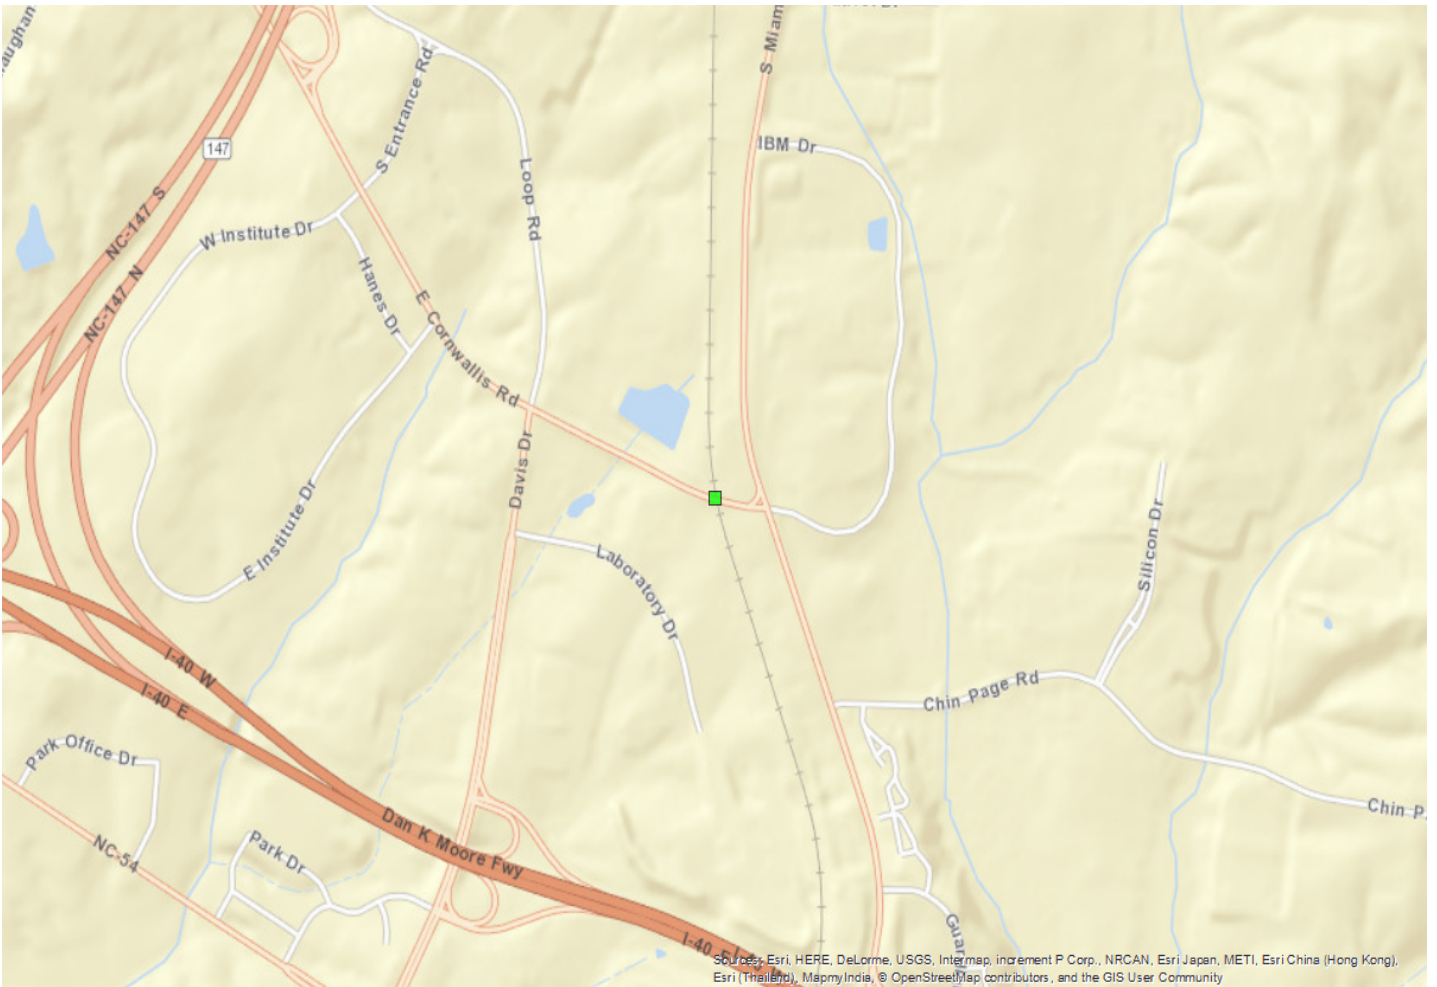 S Miam
IBM Dr
S Entrance Rd
147
Loop Rd
NC-147 S
W Institute Dr
NC-147 N
Hanes Dr
E Cornwallis Rd
Davis Dr
E Institute Dr
Laboratory Dr
Silicon Dr
I-40 W
I-40 E
Chin Page Rd
Park Office Dr
Chin P
Dan K Moore Fwy
NC-54
Park Dr
I-40 E
Sources: Esri, HERE, DeLorme, USGS, Intermap, increment P Corp., NRCAN, Esri Japan, METI, Esri China (Hong Kong),
Esri (Thailand), MapmyIndia, © OpenStreetMap contributors, and the GIS User Community